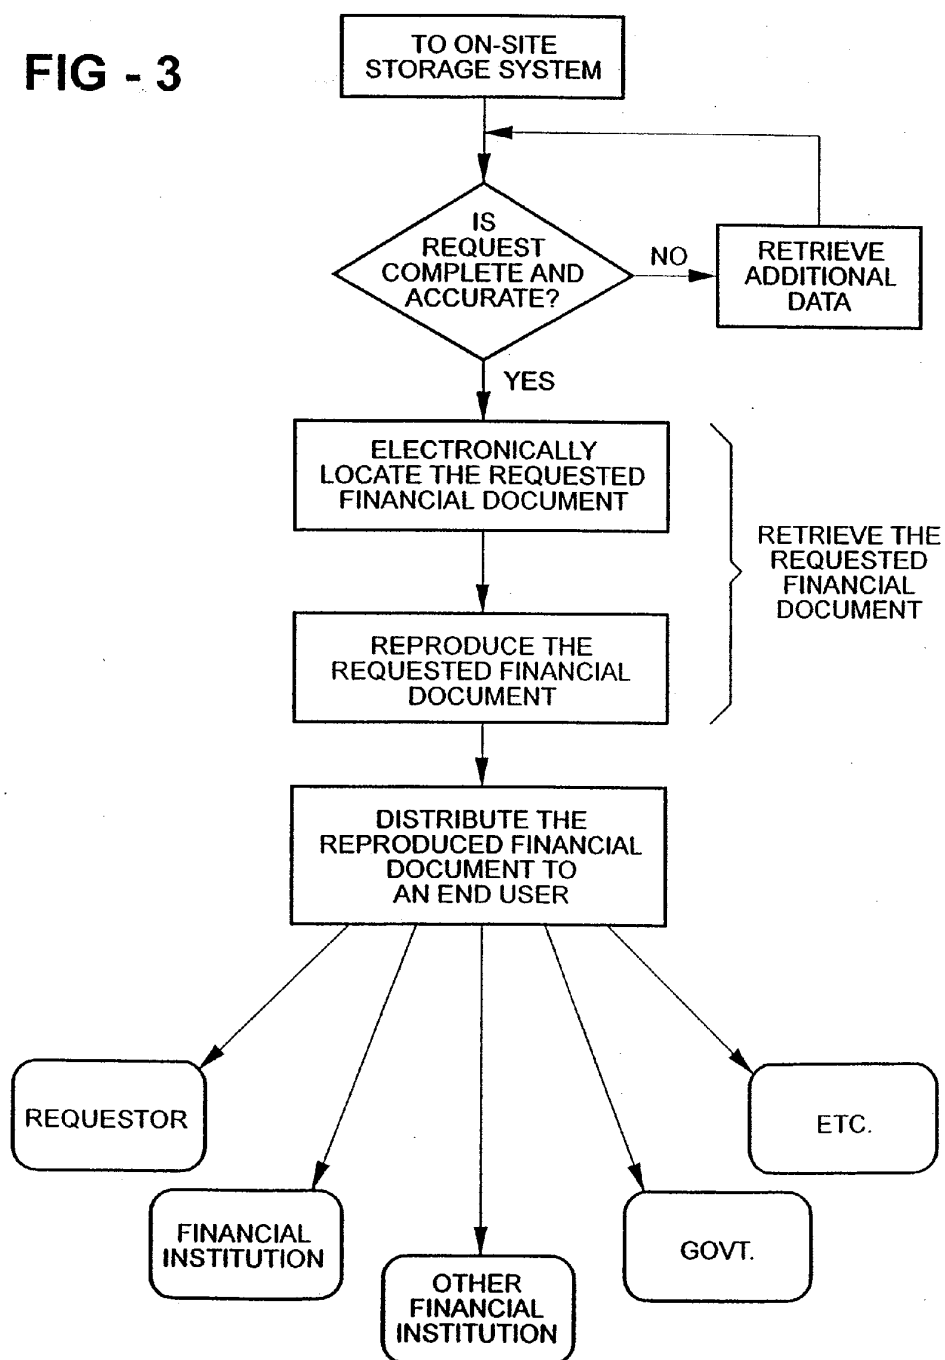 FIG - 3
TO ON-SITE
STORAGE SYSTEM
IS
REQUEST
COMPLETE AND
ACCURATE?
NO
RETRIEVE
ADDITIONAL
DATA
YES
ELECTRONICALLY
LOCATE THE REQUESTED
FINANCIAL DOCUMENT
RETRIEVE THE
REQUESTED
FINANCIAL
DOCUMENT
REPRODUCE THE
REQUESTED FINANCIAL
DOCUMENT
DISTRIBUTE THE
REPRODUCED FINANCIAL
DOCUMENT TO
AN END USER
REQUESTOR
FINANCIAL
INSTITUTION
OTHER
FINANCIAL
INSTITUTION
GOVT.
ETC.